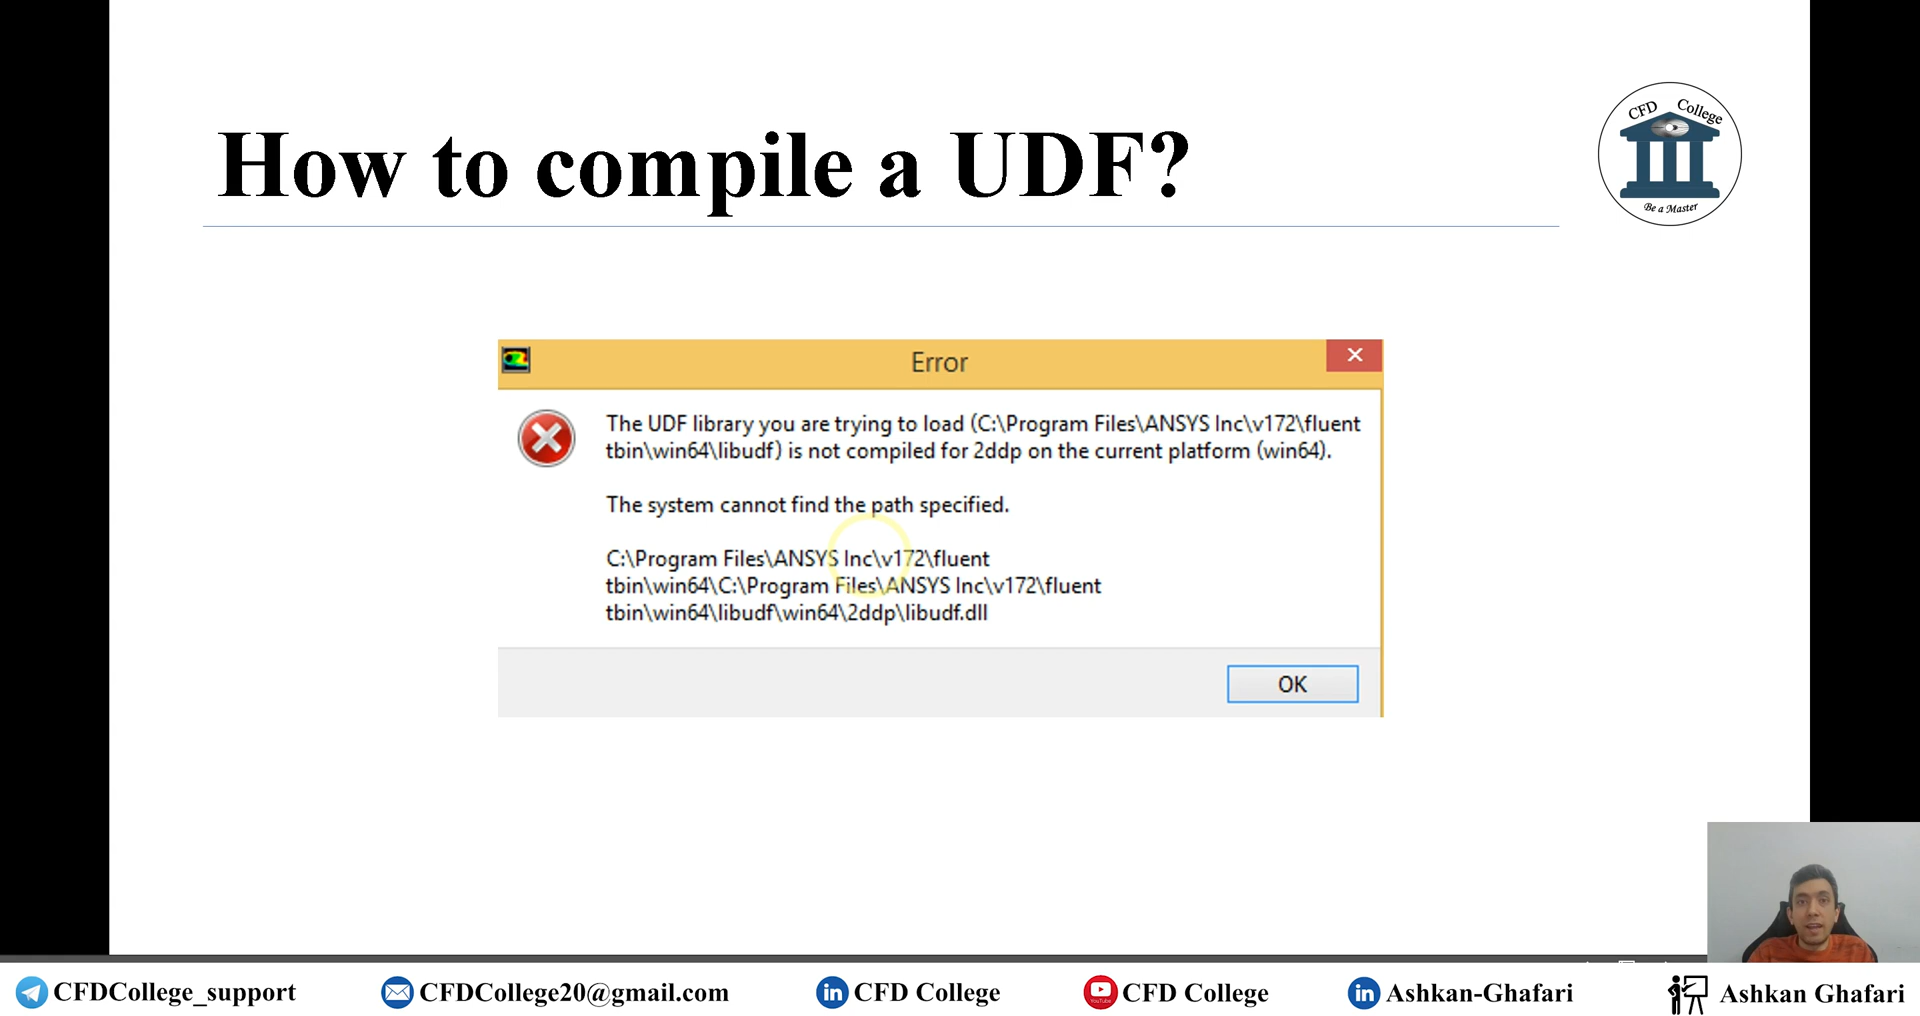 How to compile a UDF?
CFD College
Be a Master
Error
The UDF library you are trying to load (C:\Program Files\ANSYS Inc\v172\fluent
tbin\win64\libudf) is not compiled for 2ddp on the current platform (win64).
The system cannot find the path specified.
C:\Program Files\ANSYS Inc\v172\fluent
tbin\win64\C:\Program Files\ANSYS Inc\v172\fluent
tbin\win64\libudf\win64\2ddp\libudf.dll
OK
CFDCollege_support
CFDCollege20@gmail.com
in CFD College
YouTube CFD College
in Ashkan-Ghafari
Ashkan Ghafari